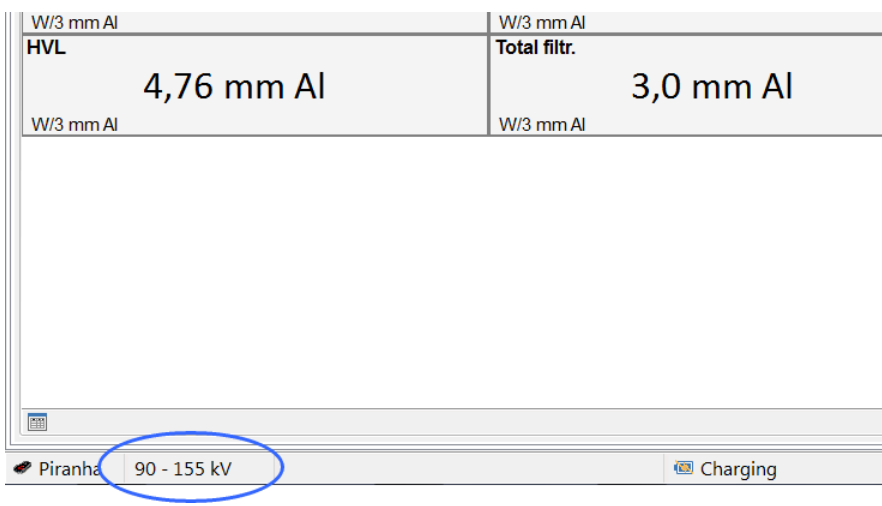 W/3 mm Al W/3 mm Al
HVL Total filtr.
4,76 mm Al 3,0 mm Al
W/3 mm Al W/3 mm Al
Piranha 90 - 155 kV Charging